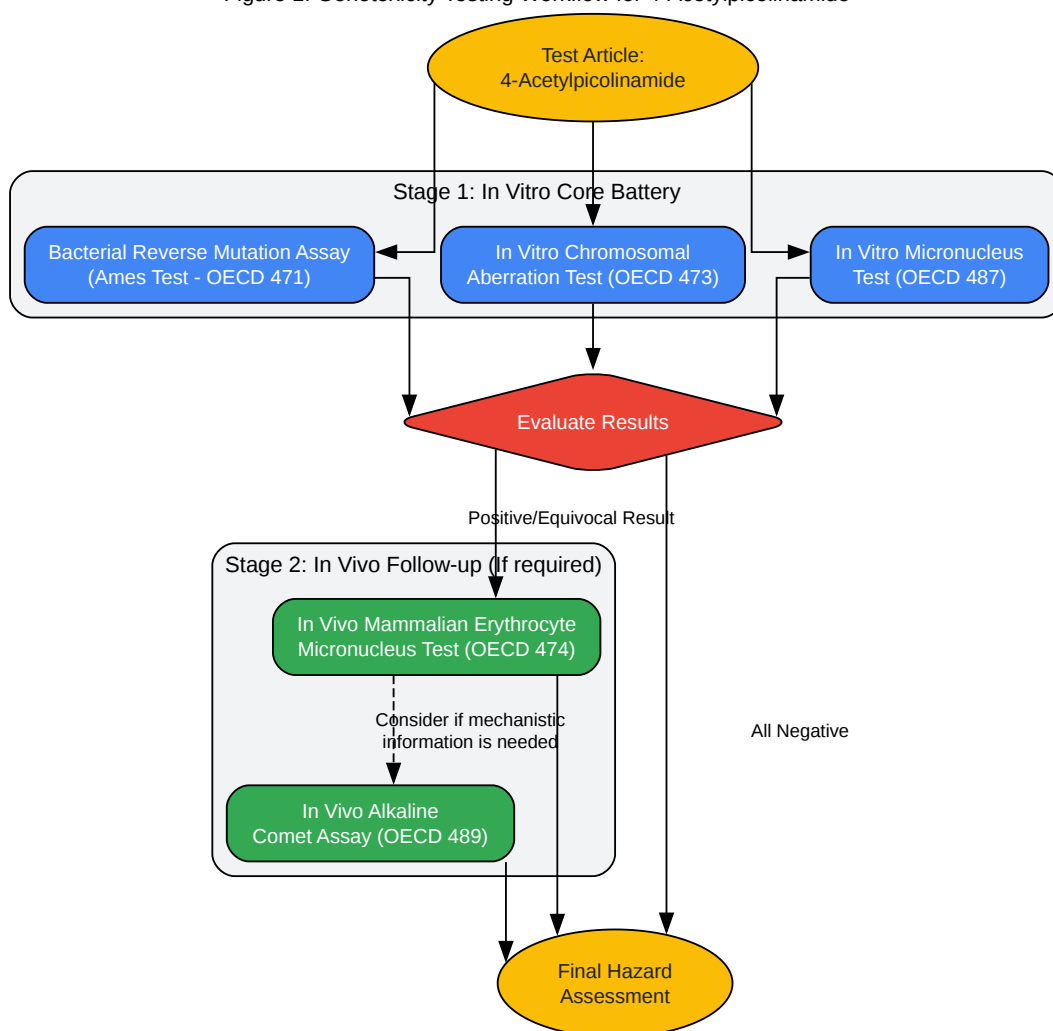 Test Article:
4-Acetylpicolinamide
Stage 1: In Vitro Core Battery
Bacterial Reverse Mutation Assay
(Ames Test - OECD 471)
In Vitro Chromosomal
Aberration Test (OECD 473)
In Vitro Micronucleus
Test (OECD 487)
Evaluate Results
Positive/Equivocal Result
Stage 2: In Vivo Follow-up (If required)
In Vivo Mammalian Erythrocyte
Micronucleus Test (OECD 474)
Consider if mechanistic
information is needed
All Negative
In Vivo Alkaline
Comet Assay (OECD 489)
Final Hazard
Assessment